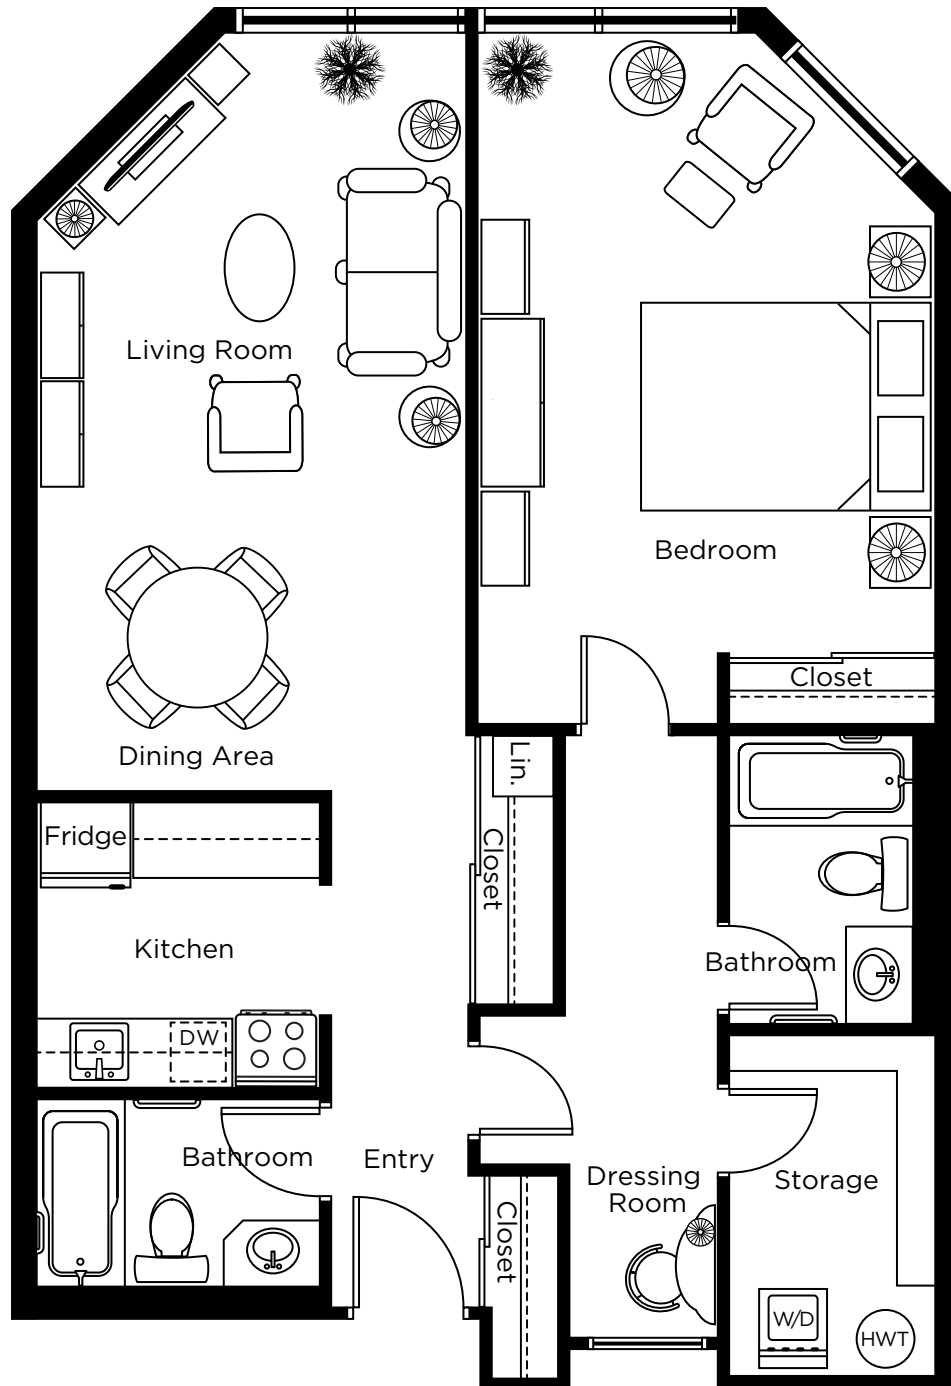 Living Room
Bedroom
Closet
Dining Area
Lin.
Fridge
Closet
Kitchen
Bathroom
DW
Bathroom
Entry
Dressing
Room
Storage
Closet
W/D
HWT